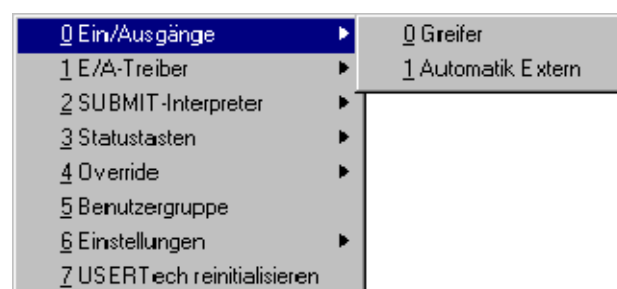 0 Ein/Ausgänge
1 E/A-Treiber
2 SUBMIT-Interpreter
3 Statustasten
4 Override
5 Benutzergruppe
6 Einstellungen
7 USERTech reinitialisieren
0 Greifer
1 Automatik Extern